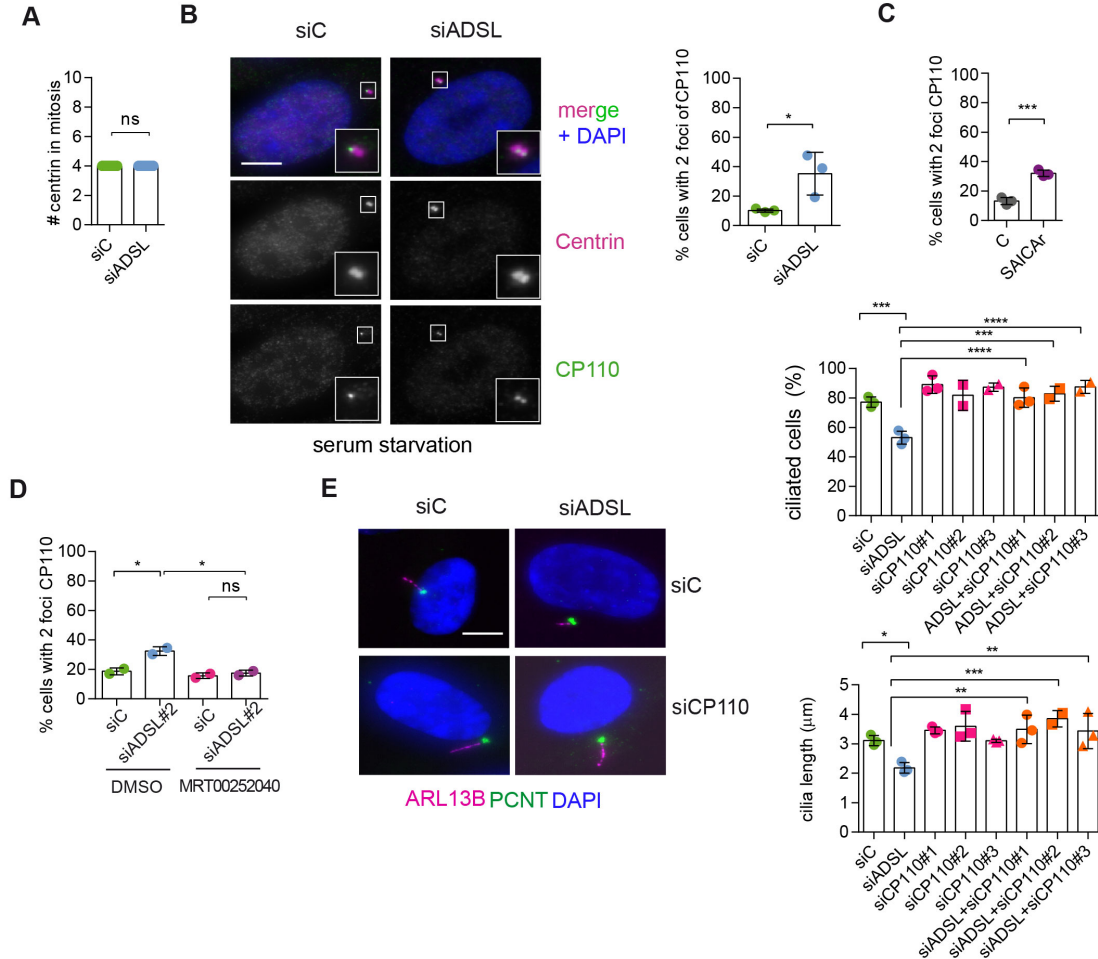 A
# centrin in mitosis
10
8
6
4
2
0
ns
siC
siADSL
B
siC
siADSL
merge
+ DAPI
Centrin
CP110
serum starvation
% cells with 2 foci of CP110
100
80
60
40
20
0
*
siC
siADSL
C
% cells with 2 foci CP110
100
80
60
40
20
0
***
C
SAICAr
D
% cells with 2 foci CP110
100
80
60
40
20
0
*
*
ns
siC
siADSL#2
siC
siADSL#2
DMSO
MRT00252040
E
siC
siADSL
siC
siCP110
ARL13B PCNT DAPI
ciliated cells (%)
100
80
60
40
20
0
***
****
***
****
siC
siADSL
siCP110#1
siCP110#2
siCP110#3
ADSL+siCP110#1
ADSL+siCP110#2
ADSL+siCP110#3
cilia length (µm)
5
4
3
2
1
0
*
**
***
**
siC
siADSL
siCP110#1
siCP110#2
siCP110#3
siADSL+siCP110#1
siADSL+siCP110#2
siADSL+siCP110#3